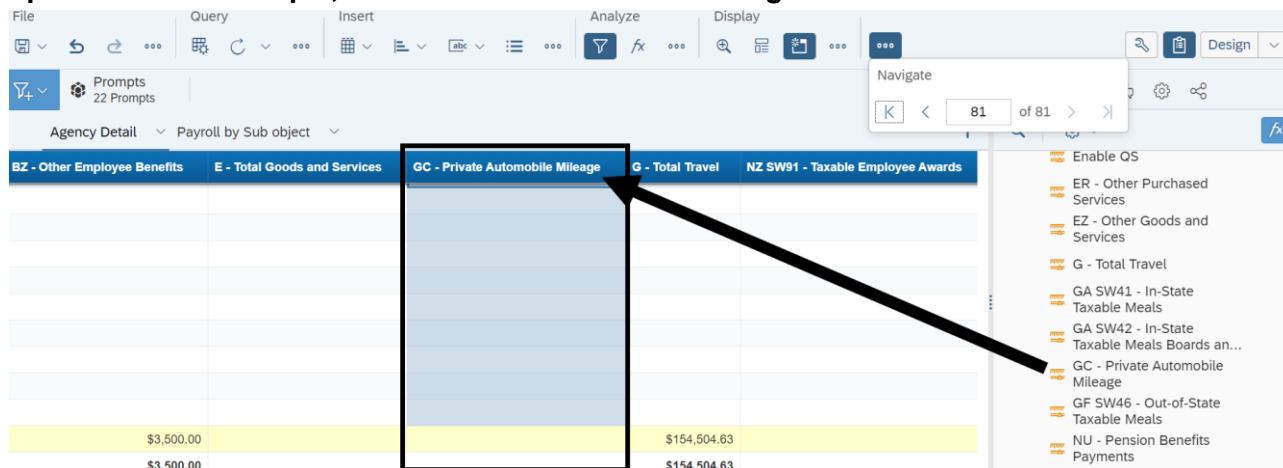 File Query Insert Analyze Display
abc fx Design
Navigate
Prompts
22 Prompts
81 of 81
Agency Detail Payroll by Sub object
BZ - Other Employee Benefits E - Total Goods and Services GC - Private Automobile Mileage G - Total Travel NZ SW91 - Taxable Employee Awards
Enable QS
ER - Other Purchased
Services
EZ - Other Goods and
Services
G - Total Travel
GA SW41 - In-State
Taxable Meals
GA SW42 - In-State
Taxable Meals Boards an...
GC - Private Automobile
Mileage
GF SW46 - Out-of-State
Taxable Meals
NU - Pension Benefits
Payments
$3,500.00 $154,504.63
$3,500.00 $154,504.63